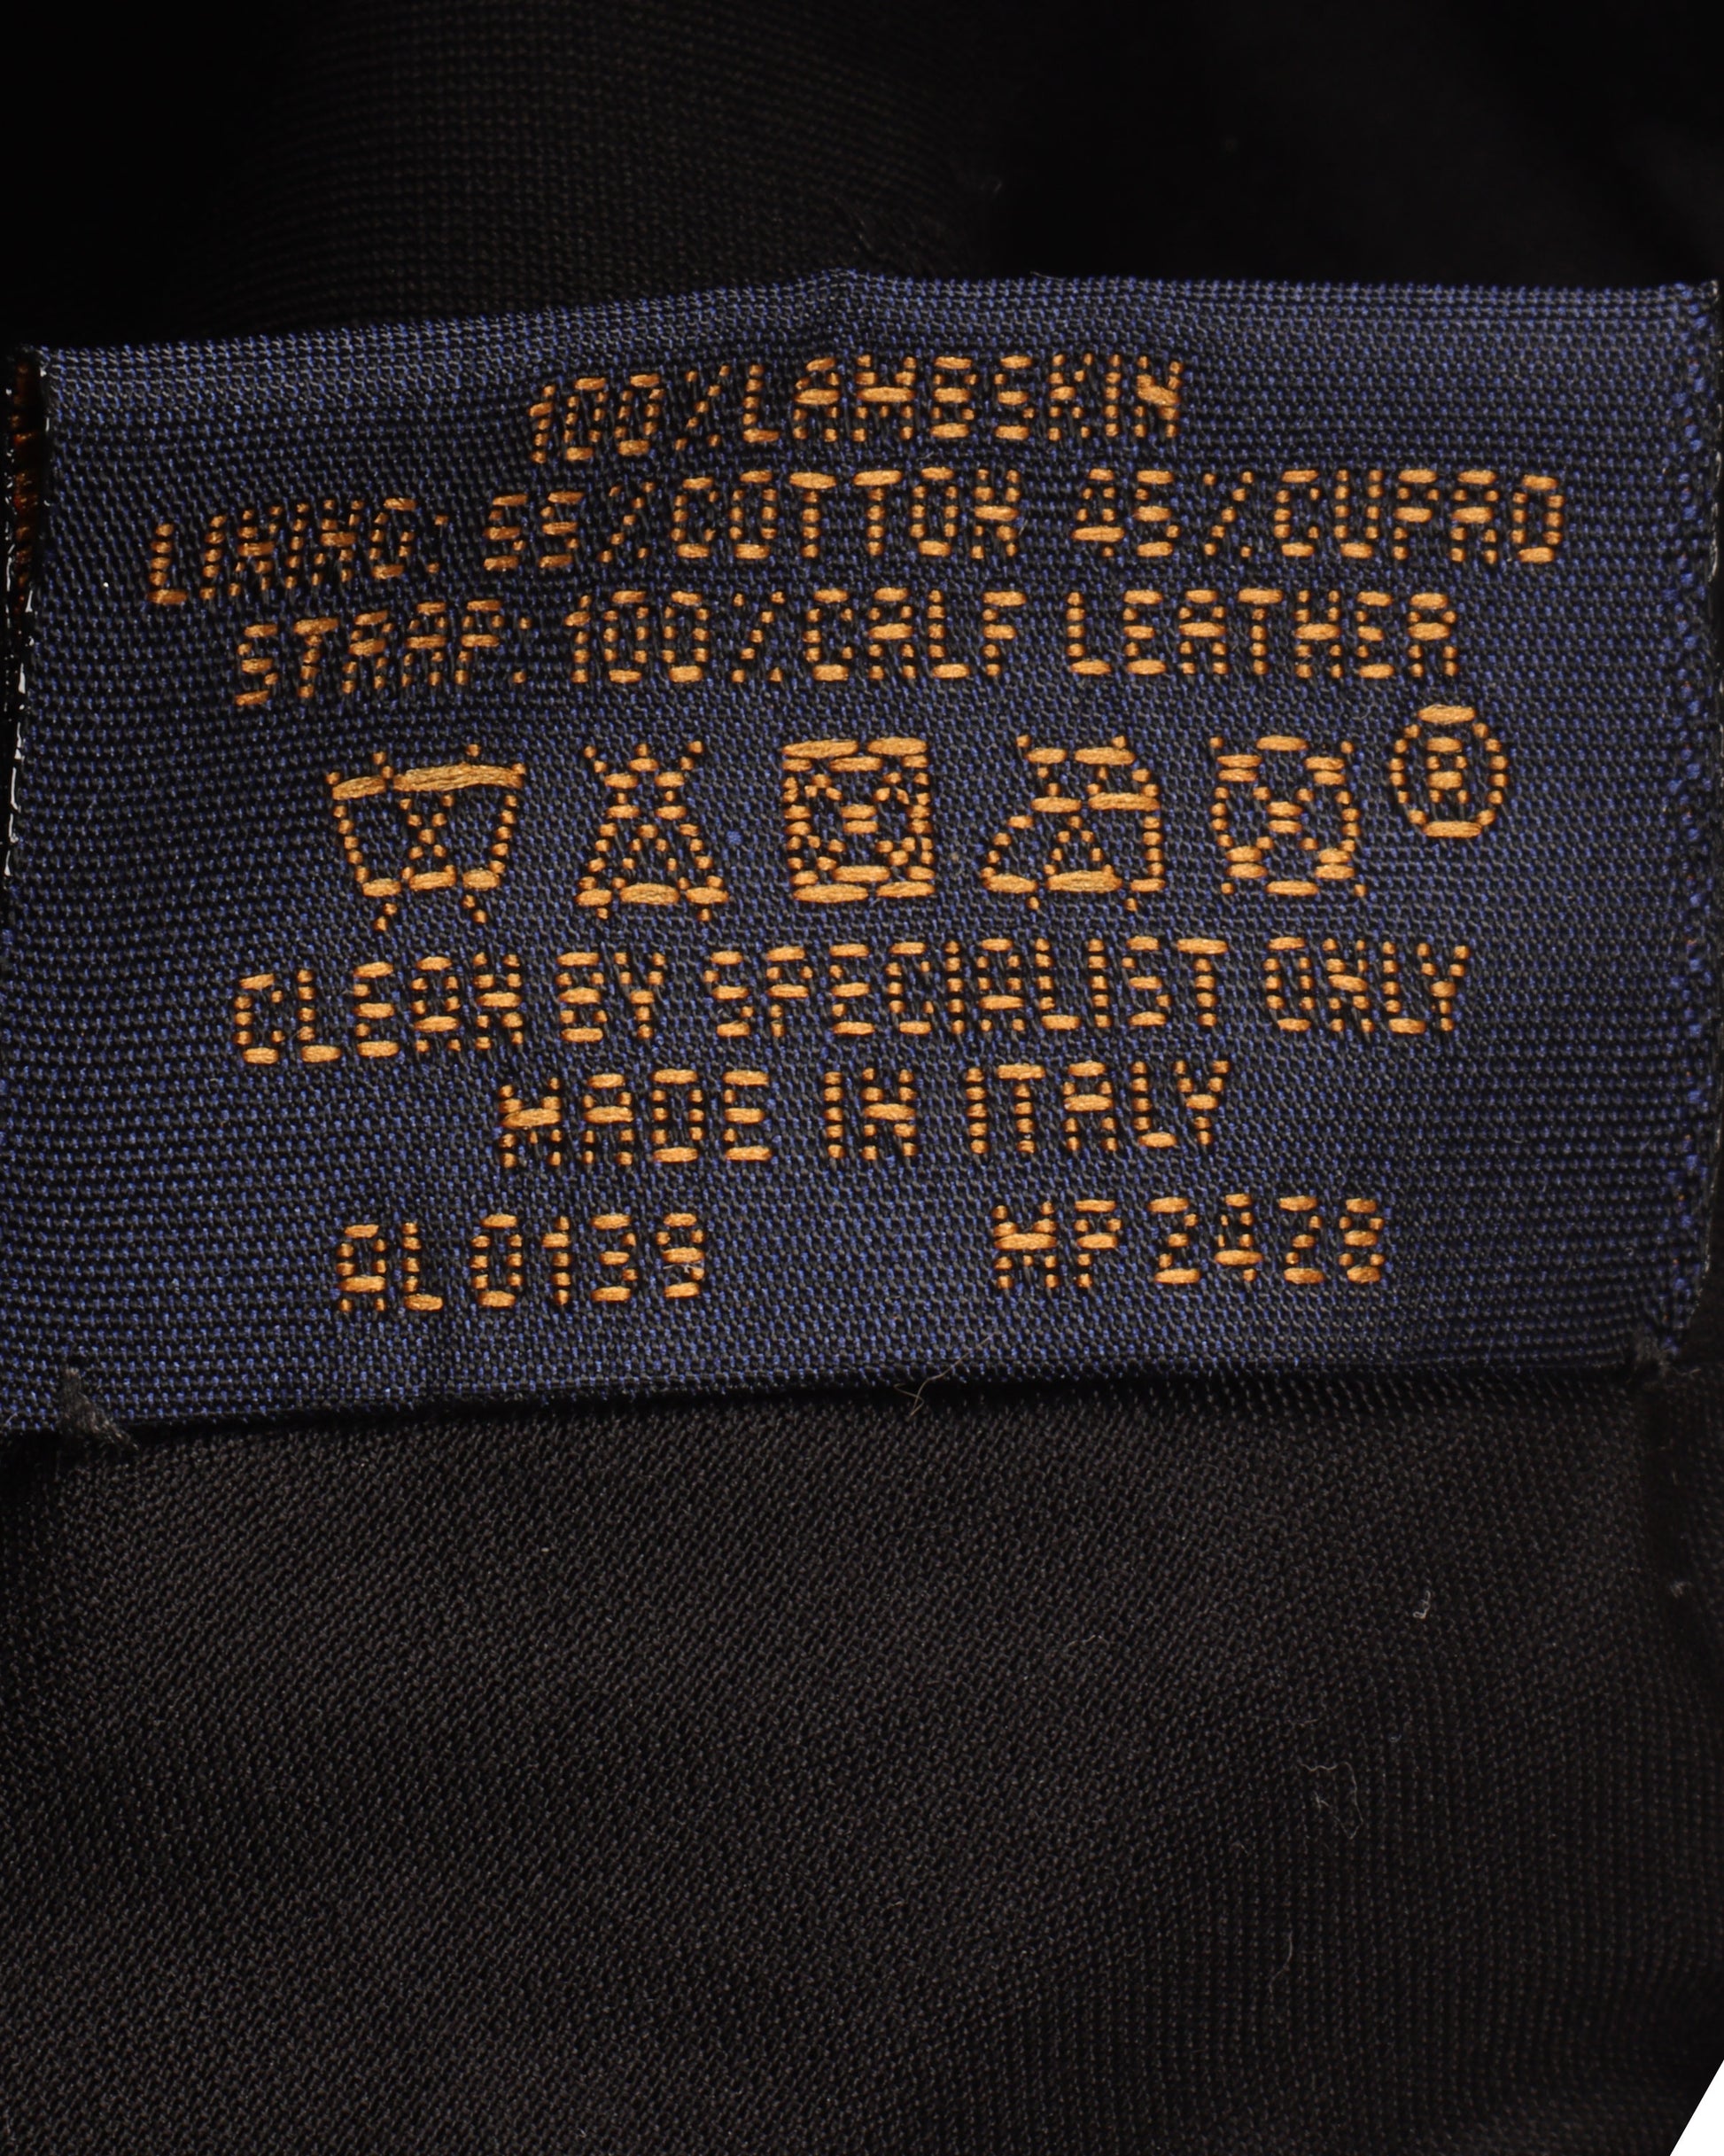 100% LAMBSKIN
LINING: 55% COTTON 45% CUPRO
STRAP: 100% CALF LEATHER
®
CLEAN BY SPECIALIST ONLY
MADE IN ITALY
AL0139 MP2428